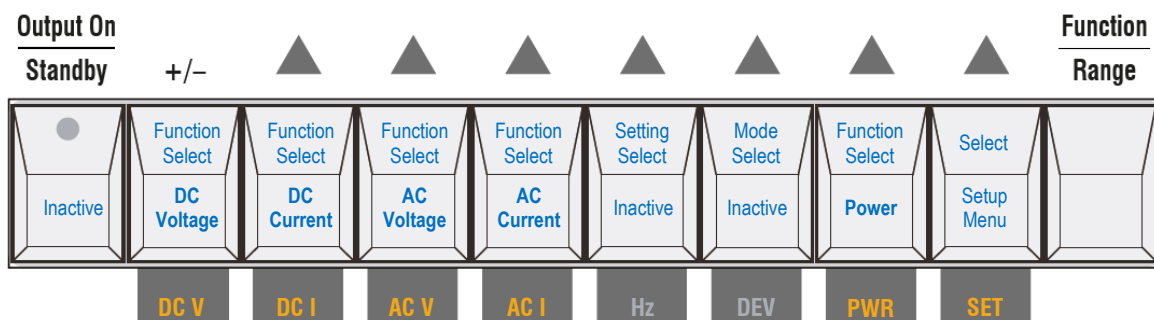 Output On
Standby
+/–
Function
Range
Function
Select
Function
Select
Function
Select
Function
Select
Setting
Select
Mode
Select
Function
Select
Select
Inactive
DC
Voltage
DC
Current
AC
Voltage
AC
Current
Inactive
Inactive
Power
Setup
Menu
DC V
DC I
AC V
AC I
Hz
DEV
PWR
SET